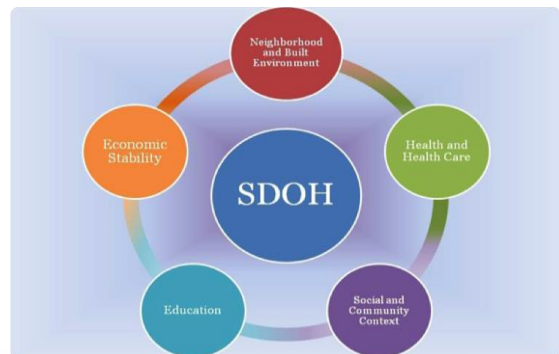 Neighborhood
and Built
Environment
Economic
Stability
Health and
Health Care
SDOH
Education
Social and
Community
Context